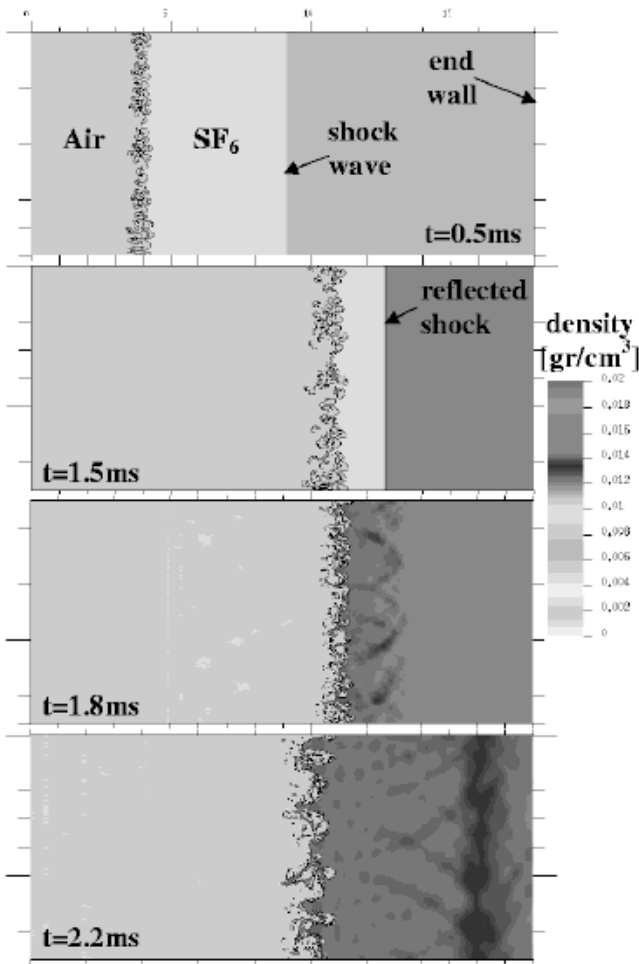 0 5 10 15
end
wall
Air
SF₆
shock
wave
t=0.5ms
reflected
shock
t=1.5ms
density
[gr/cm³]
0.02
0.018
0.016
0.014
0.012
0.01
0.008
0.006
0.004
0.002
0
t=1.8ms
t=2.2ms